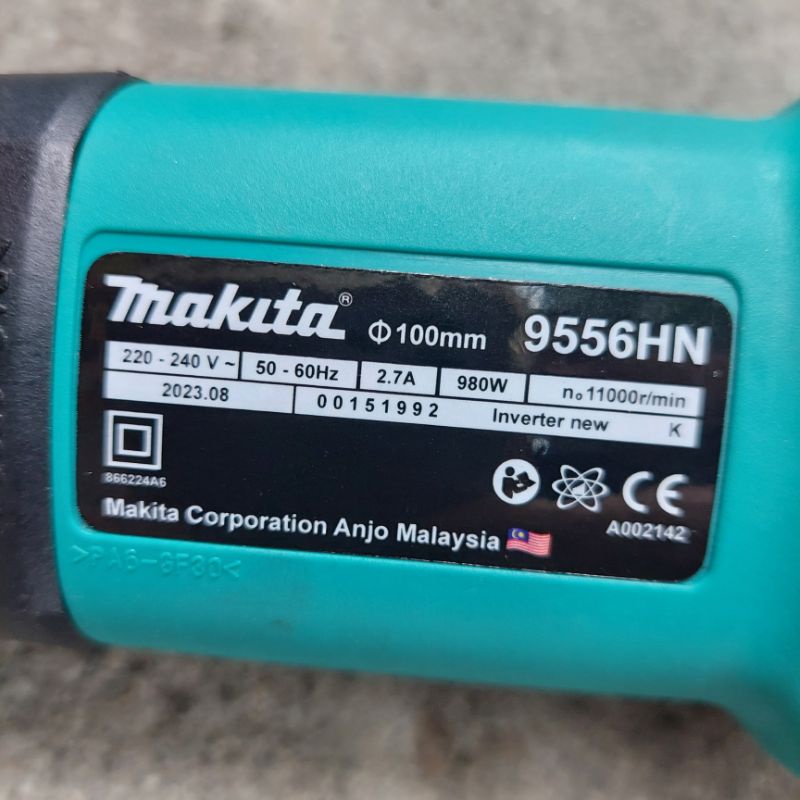 makita® Φ100mm 9556HN
220 - 240 V ~ 50 - 60Hz 2.7A 980W n₀11000r/min
2023.08 00151992 Inverter new K
866224A6
CE
A002142
Makita Corporation Anjo Malaysia
>PA6-GF30<